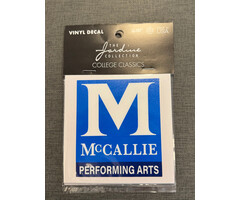 VINYL DECAL
THE
Jardine
COLLECTION
COLLEGE CLASSICS
M
McCALLIE
PERFORMING ARTS